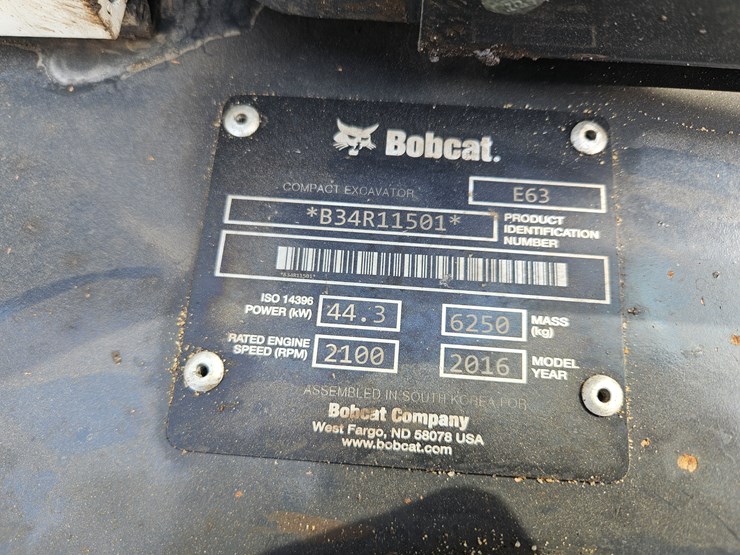 Bobcat.
COMPACT EXCAVATOR
E63
*B34R11501*
PRODUCT
IDENTIFICATION
NUMBER
*B34R11501*
ISO 14396
POWER (kW)
44.3
6250
MASS
(kg)
RATED ENGINE
SPEED (RPM)
2100
2016
MODEL
YEAR
ASSEMBLED IN SOUTH KOREA FOR
Bobcat Company
West Fargo, ND 58078 USA
www.bobcat.com